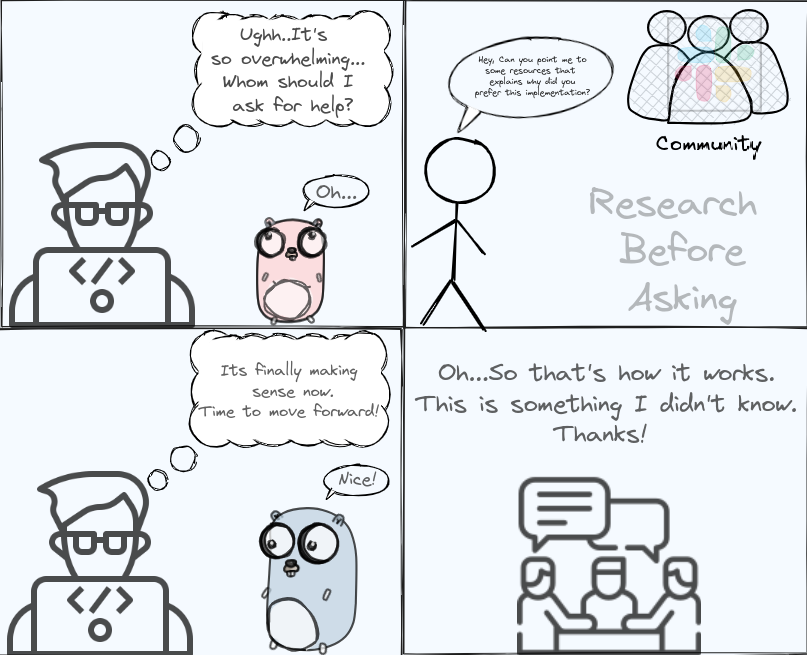 Ughh..It's
so overwhelming...
Whom should I
ask for help?
Oh...
</>
Hey, Can you point me to
some resources that
explains why did you
prefer this implementation?
Community
Research
Before
Asking
Its finally making
sense now.
Time to move forward!
Nice!
</>
Oh...So that's how it works.
This is something I didn't know.
Thanks!